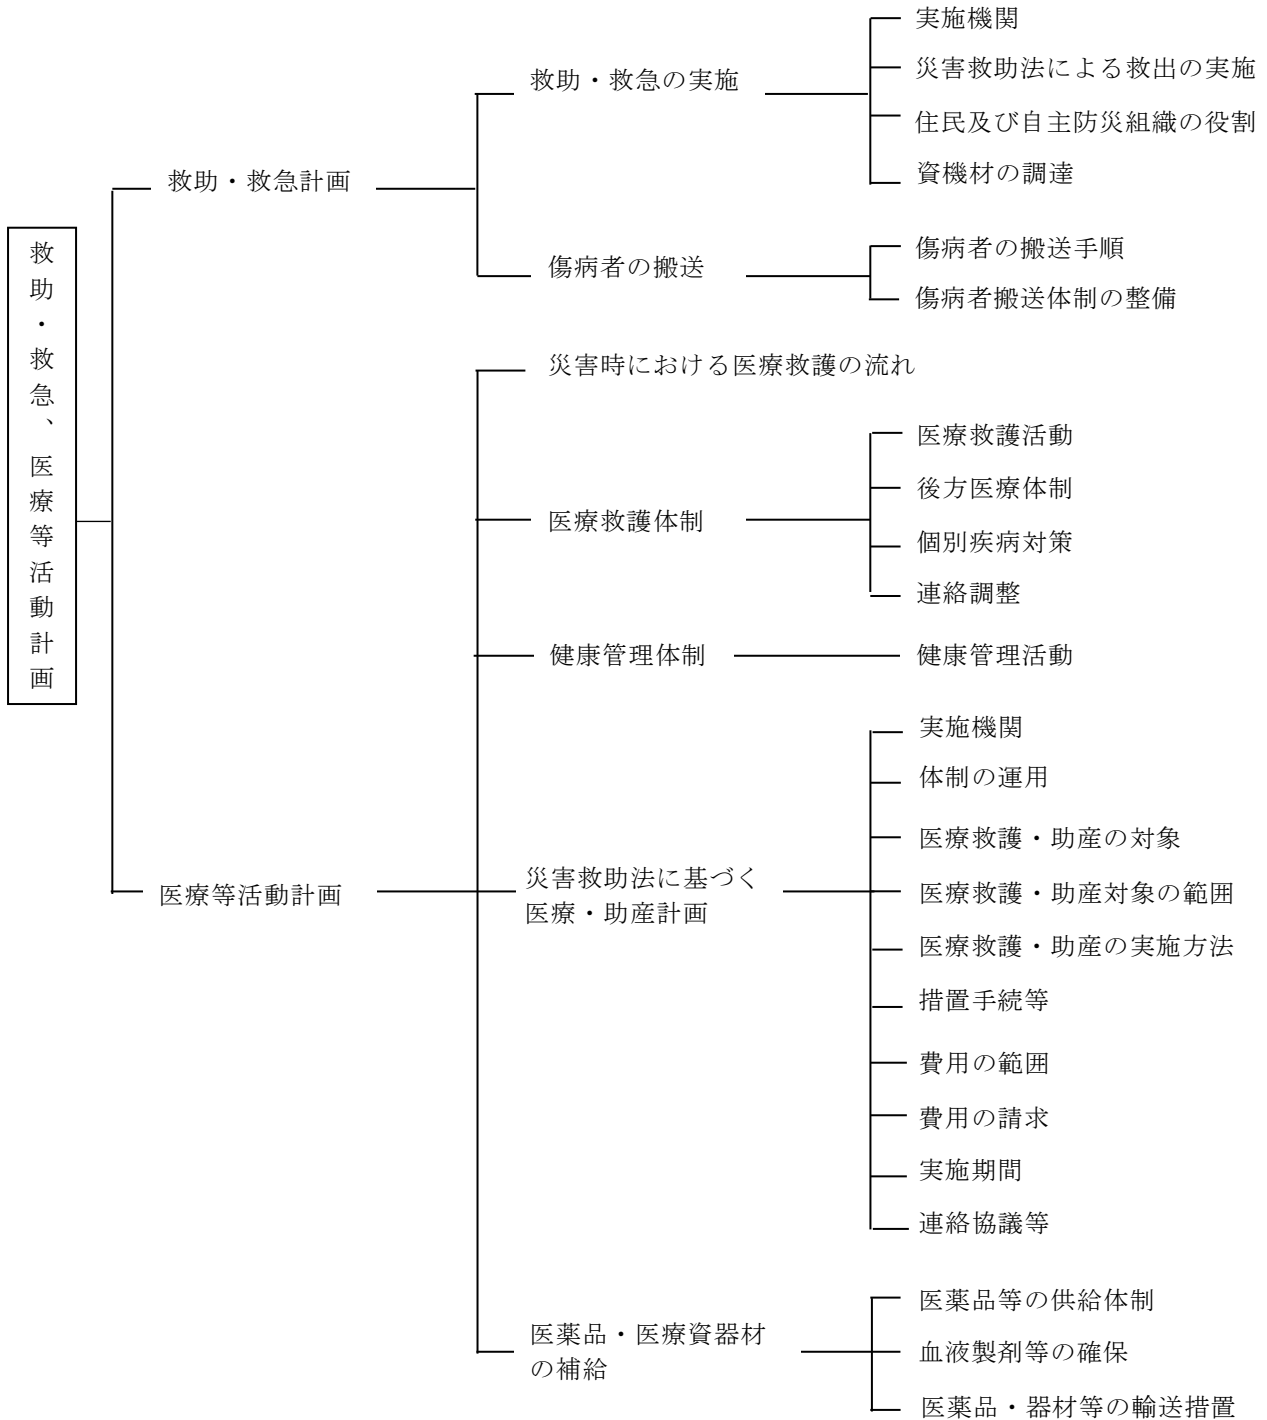 救助・救急、医療等活動計画
救助・救急計画
救助・救急の実施
実施機関
災害救助法による救出の実施
住民及び自主防災組織の役割
資機材の調達
傷病者の搬送
傷病者の搬送手順
傷病者搬送体制の整備
医療等活動計画
災害時における医療救護の流れ
医療救護体制
医療救護活動
後方医療体制
個別疾病対策
連絡調整
健康管理体制
健康管理活動
災害救助法に基づく
医療・助産計画
実施機関
体制の運用
医療救護・助産の対象
医療救護・助産対象の範囲
医療救護・助産の実施方法
措置手続等
費用の範囲
費用の請求
実施期間
連絡協議等
医薬品・医療資器材
の補給
医薬品等の供給体制
血液製剤等の確保
医薬品・器材等の輸送措置